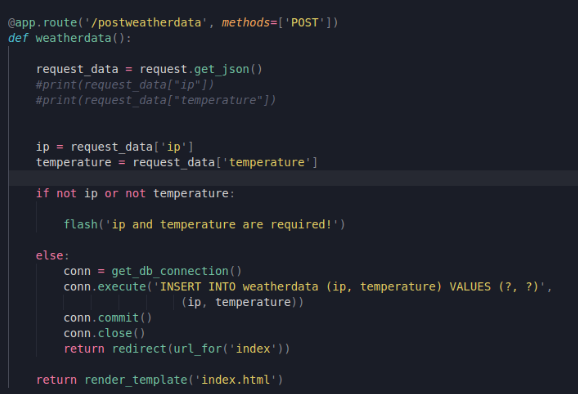 @app.route('/postweatherdata', methods=['POST'])
def weatherdata():
request_data = request.get_json()
#print(request_data["ip"])
#print(request_data["temperature"])
ip = request_data['ip']
temperature = request_data['temperature']
if not ip or not temperature:
flash('ip and temperature are required!')
else:
conn = get_db_connection()
conn.execute('INSERT INTO weatherdata (ip, temperature) VALUES (?, ?)',
(ip, temperature))
conn.commit()
conn.close()
return redirect(url_for('index'))
return render_template('index.html')